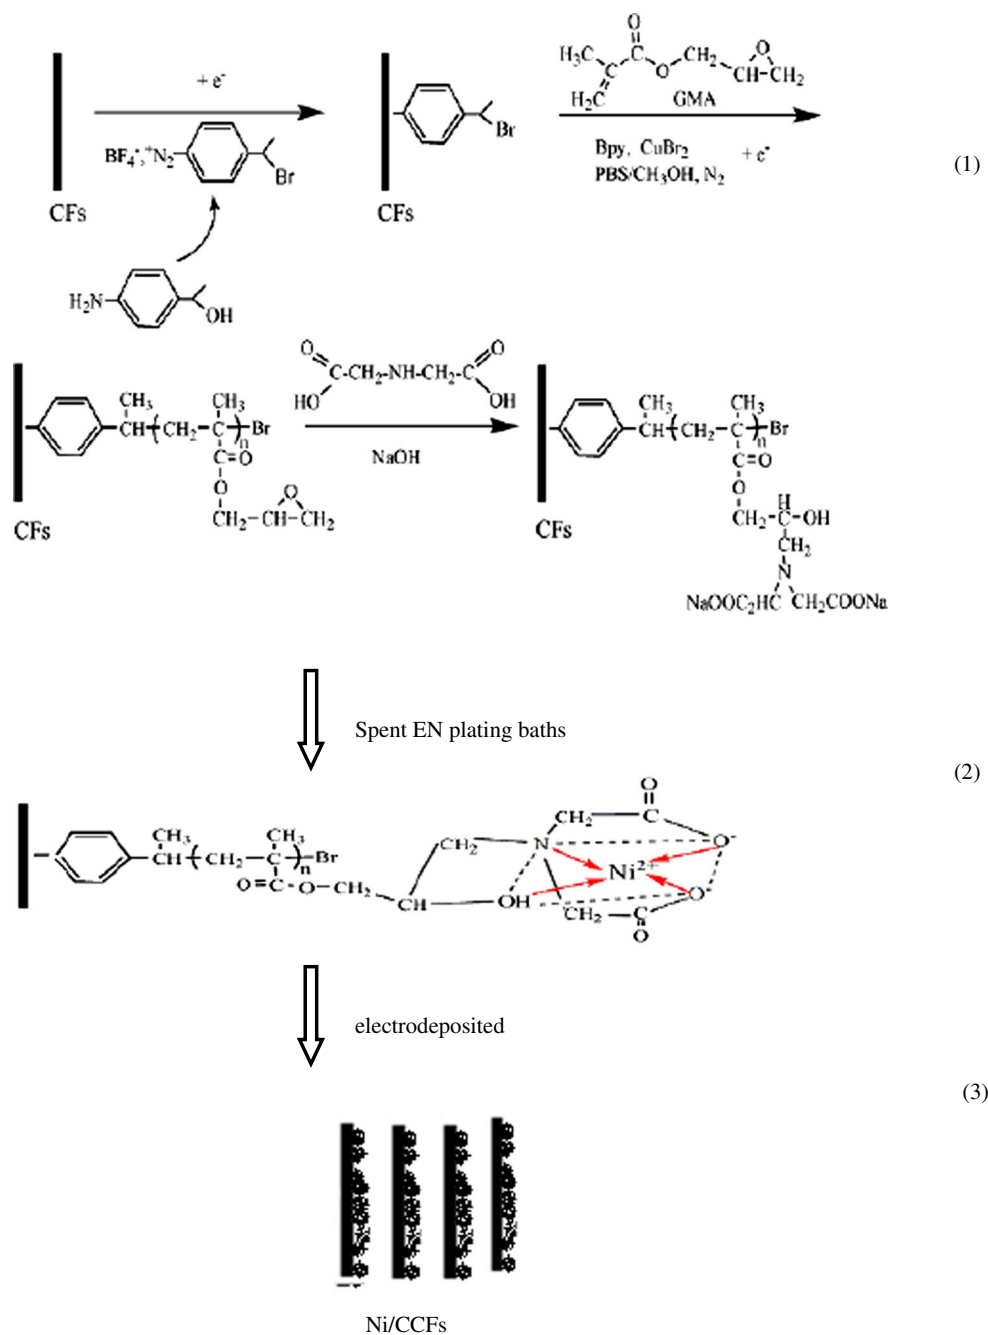 + e-
BF4-, +N2
Br
CFs
H2N
OH
Br
CFs
O
H3C
H2C
O
CH2
O
CH-CH2
GMA
Bpy, CuBr2
PBS/CH3OH, N2
+ e-
(1)
CH3
CH
CH2
CH3
C
n
Br
C=O
O
CH2-CH-CH2
O
CFs
O
C-CH2-NH-CH2-C
O
HO
OH
NaOH
CH3
CH
CH2
CH3
C
n
Br
C=O
O
CH2
H
C-OH
CH2
N
NaOOC2HC
CH2COONa
CFs
Spent EN plating baths
(2)
CH3
CH
CH2
CH3
C
n
Br
O=C-O-CH2
CH
OH
CH2
N
CH2
O
C
O-
Ni2+
CH2
C
O
O-
electrodeposited
(3)
Ni/CCFs